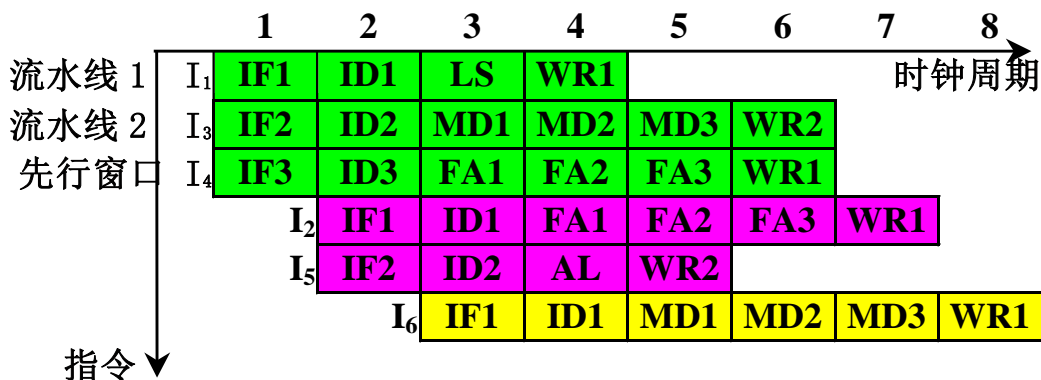 1 2 3 4 5 6 7 8
时钟周期
流水线 1 I₁ IF1 ID1 LS WR1
流水线 2 I₃ IF2 ID2 MD1 MD2 MD3 WR2
先行窗口 I₄ IF3 ID3 FA1 FA2 FA3 WR1
I₂ IF1 ID1 FA1 FA2 FA3 WR1
I₅ IF2 ID2 AL WR2
I₆ IF1 ID1 MD1 MD2 MD3 WR1
指令